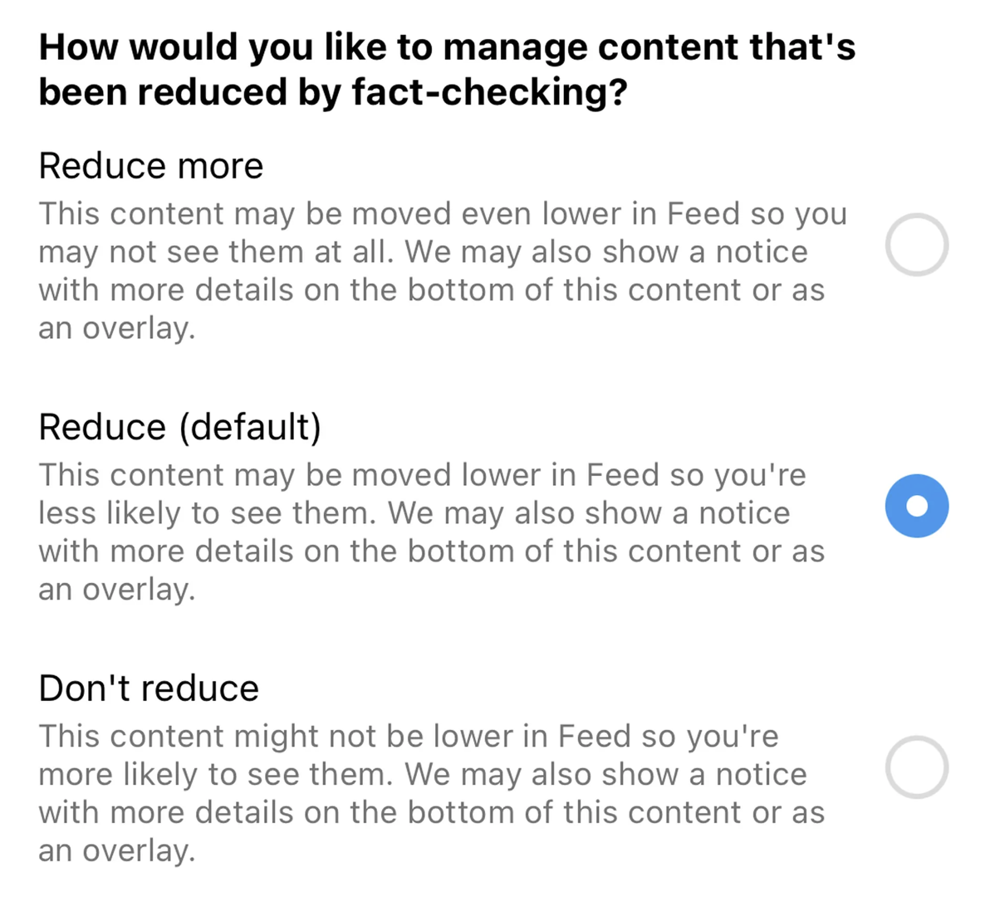 How would you like to manage content that's
been reduced by fact-checking?
Reduce more
This content may be moved even lower in Feed so you
may not see them at all. We may also show a notice
with more details on the bottom of this content or as
an overlay.
Reduce (default)
This content may be moved lower in Feed so you're
less likely to see them. We may also show a notice
with more details on the bottom of this content or as
an overlay.
Don't reduce
This content might not be lower in Feed so you're
more likely to see them. We may also show a notice
with more details on the bottom of this content or as
an overlay.